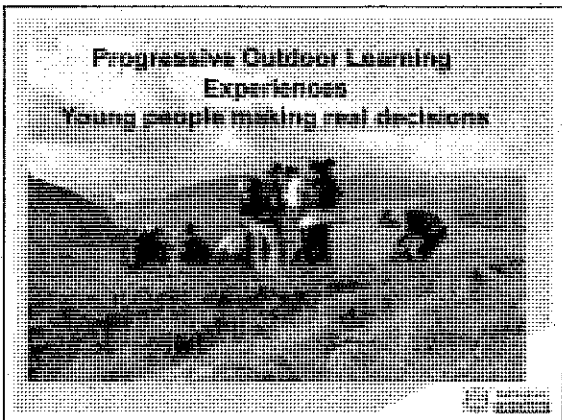 Progressive Outdoor Learning
Experiences
Young people making real decisions